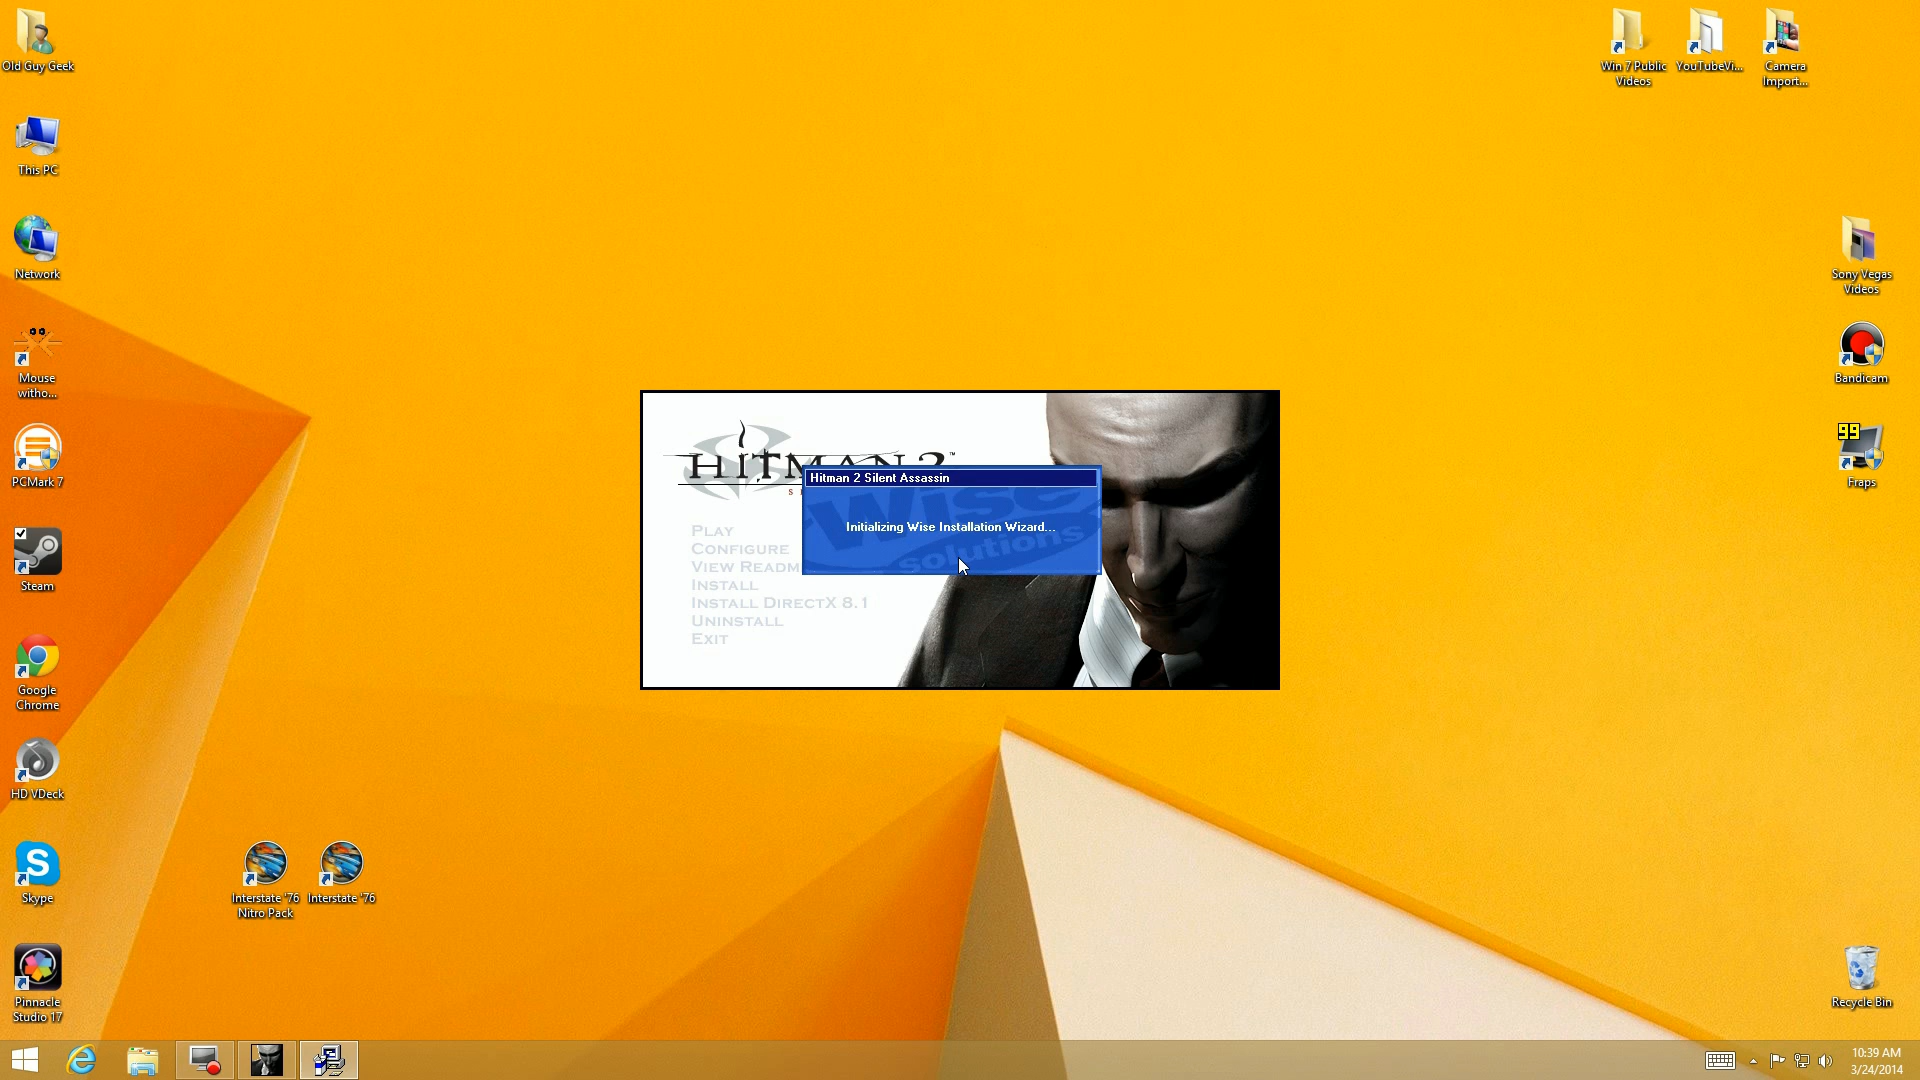 Old Guy Geek
This PC
Network
Mouse
witho...
PCMark 7
Steam
Google
Chrome
HD VDeck
Skype
Pinnacle
Studio 17
Interstate '76
Nitro Pack
Interstate '76
Win 7 Public
Videos
YouTubeVi...
Camera
Import...
Sony Vegas
Videos
Bandicam
99
Fraps
Recycle Bin
HITMAN 2™
Hitman 2 Silent Assassin
Wise
solutions
Initializing Wise Installation Wizard...
PLAY
CONFIGURE
VIEW READM
INSTALL
INSTALL DIRECTX 8.1
UNINSTALL
EXIT
10:39 AM
3/24/2014